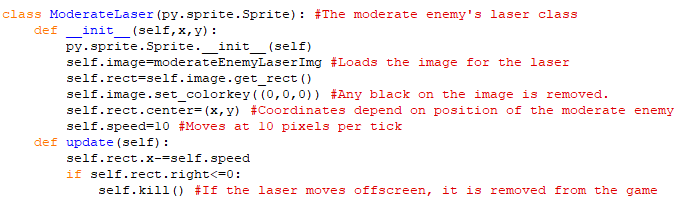 class ModerateLaser(py.sprite.Sprite): #The moderate enemy's laser class
    def __init__(self,x,y):
        py.sprite.Sprite.__init__(self)
        self.image=moderateEnemyLaserImg #Loads the image for the laser
        self.rect=self.image.get_rect()
        self.image.set_colorkey((0,0,0)) #Any black on the image is removed.
        self.rect.center=(x,y) #Coordinates depend on position of the moderate enemy
        self.speed=10 #Moves at 10 pixels per tick
    def update(self):
        self.rect.x-=self.speed
        if self.rect.right<=0:
            self.kill() #If the laser moves offscreen, it is removed from the game